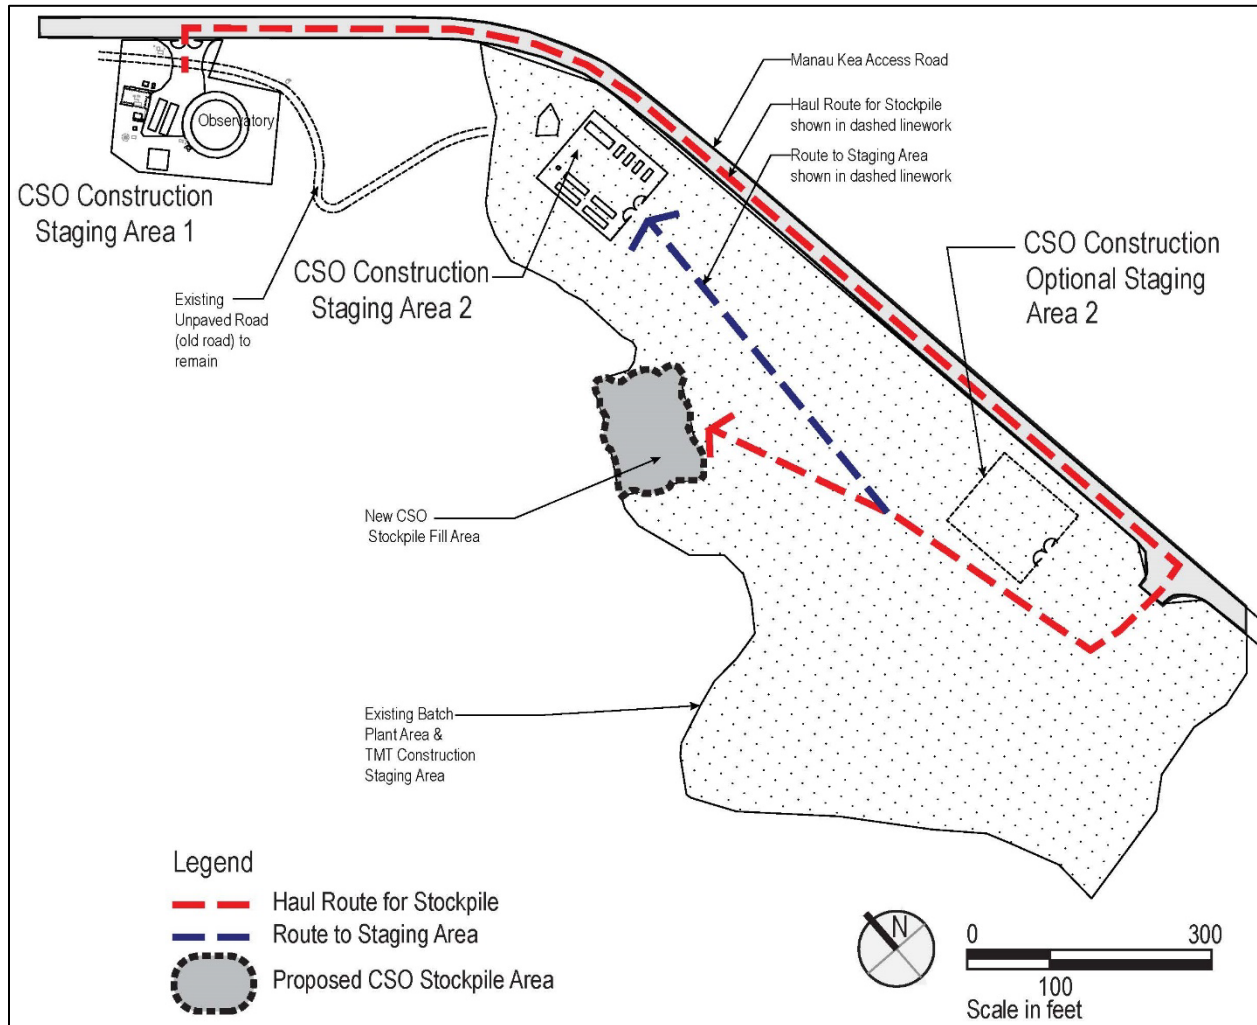 Manau Kea Access Road
Haul Route for Stockpile
shown in dashed linework
Route to Staging Area
shown in dashed linework
Observatory
CSO Construction
Staging Area 1
CSO Construction
Staging Area 2
CSO Construction
Optional Staging
Area 2
Existing
Unpaved Road
(old road) to
remain
New CSO
Stockpile Fill Area
Existing Batch
Plant Area &
TMT Construction
Staging Area
Legend
Haul Route for Stockpile
Route to Staging Area
Proposed CSO Stockpile Area
N
0 300
100
Scale in feet